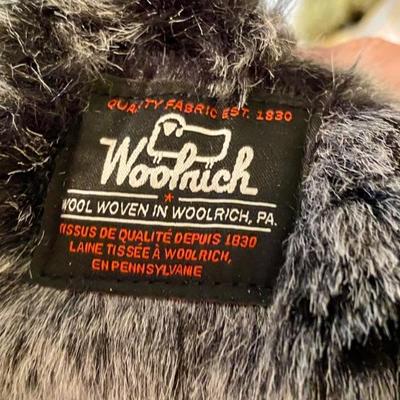 QUALITY FABRIC EST. 1830
Woolrich
WOOL WOVEN IN WOOLRICH, PA.
TISSUS DE QUALITÉ DEPUIS 1830
LAINE TISSÉE À WOOLRICH,
EN PENNSYLVANIE